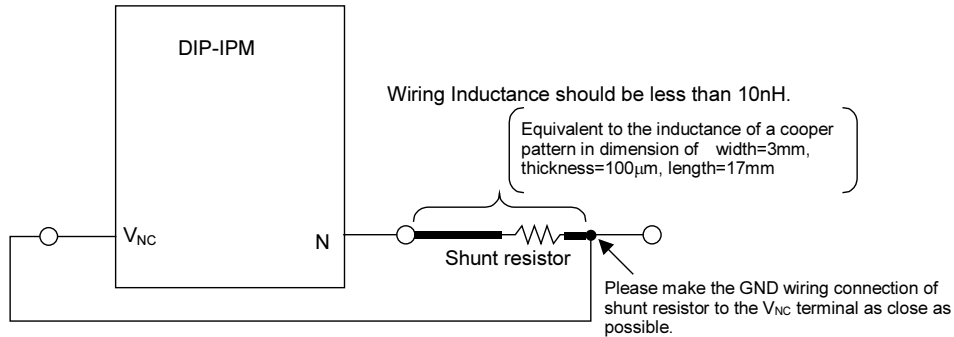 DIP-IPM
Wiring Inductance should be less than 10nH.
Equivalent to the inductance of a cooper
pattern in dimension of width=3mm,
thickness=100μm, length=17mm
VNC
N
Shunt resistor
Please make the GND wiring connection of
shunt resistor to the VNC terminal as close as
possible.